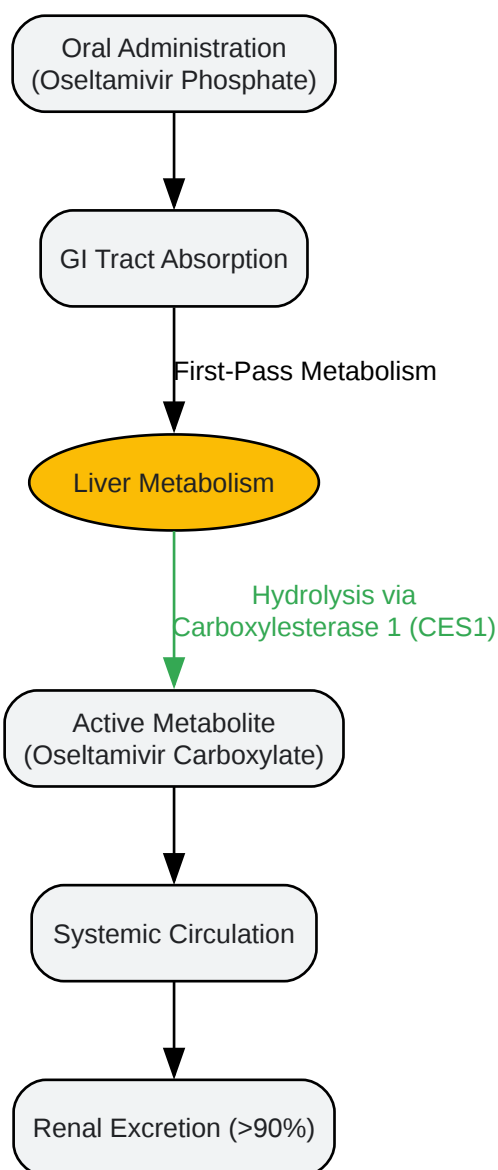 Oral Administration
(Oseltamivir Phosphate)
GI Tract Absorption
First-Pass Metabolism
Liver Metabolism
Hydrolysis via
Carboxylesterase 1 (CES1)
Active Metabolite
(Oseltamivir Carboxylate)
Systemic Circulation
Renal Excretion (>90%)